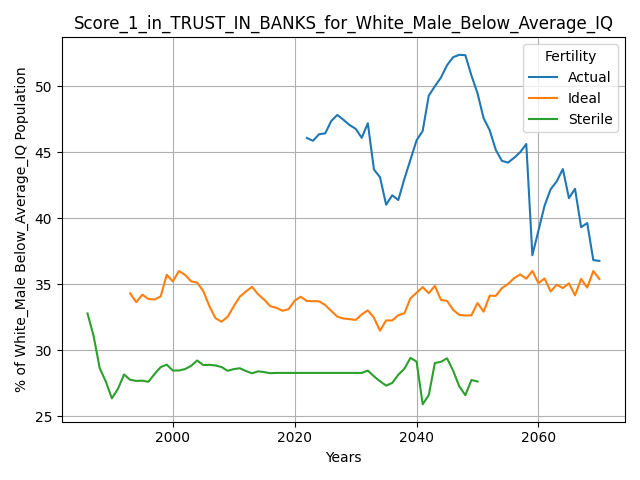 Score_1_in_TRUST_IN_BANKS_for_White_Male_Below_Average_IQ
Fertility
Actual
Ideal
Sterile
% of White_Male Below_Average_IQ Population
50
45
40
35
30
25
2000
2020
2040
2060
Years